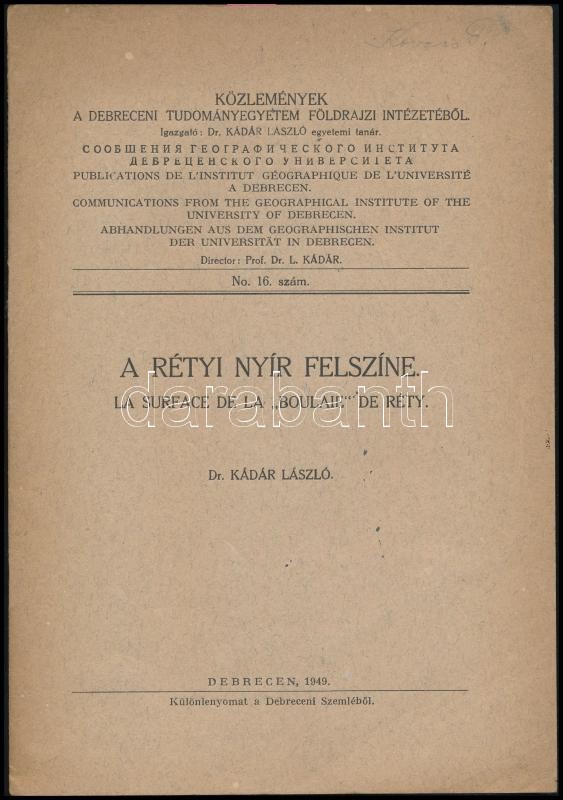 Kovács F.
KÖZLEMÉNYEK
A DEBRECENI TUDOMÁNYEGYETEM FÖLDRAJZI INTÉZETÉBŐL.
Igazgató: Dr. KÁDÁR LÁSZLÓ egyetemi tanár.
СООБШЕНИЯ ГЕОГРАФИЧЕСКОГО ИНСТИТУТА
ДЕБРЕЦЕНСКОГО УНИВЕРСИТЕТА
PUBLICATIONS DE L'INSTITUT GÉOGRAPHIQUE DE L'UNIVERSITÉ
A DEBRECEN.
COMMUNICATIONS FROM THE GEOGRAPHICAL INSTITUTE OF THE
UNIVERSITY OF DEBRECEN.
ABHANDLUNGEN AUS DEM GEOGRAPHISCHEN INSTITUT
DER UNIVERSITÄT IN DEBRECEN.
Director: Prof. Dr. L. KÁDÁR.
No. 16. szám.
A RÉTYI NYÍR FELSZÍNE.
darabanth
LA SURFACE DE LA „BOULAIE" DE RÉTY.
Dr. KÁDÁR LÁSZLÓ.
DEBRECEN, 1949.
Különlenyomat a Debreceni Szemléből.